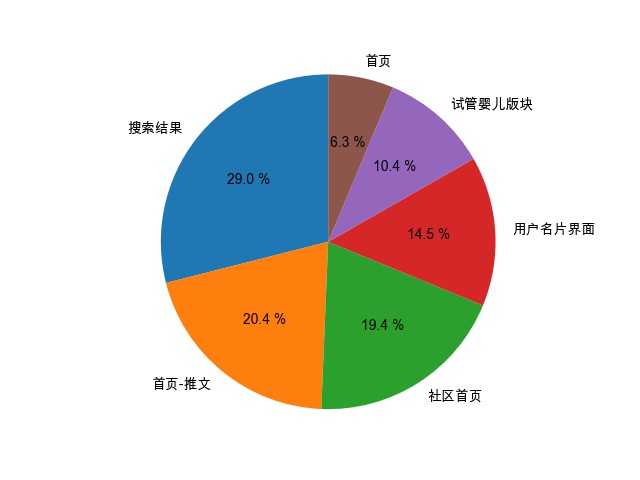 首页
试管婴儿版块
搜索结果
6.3 %
10.4 %
29.0 %
用户名片界面
14.5 %
20.4 %
19.4 %
首页-推文
社区首页